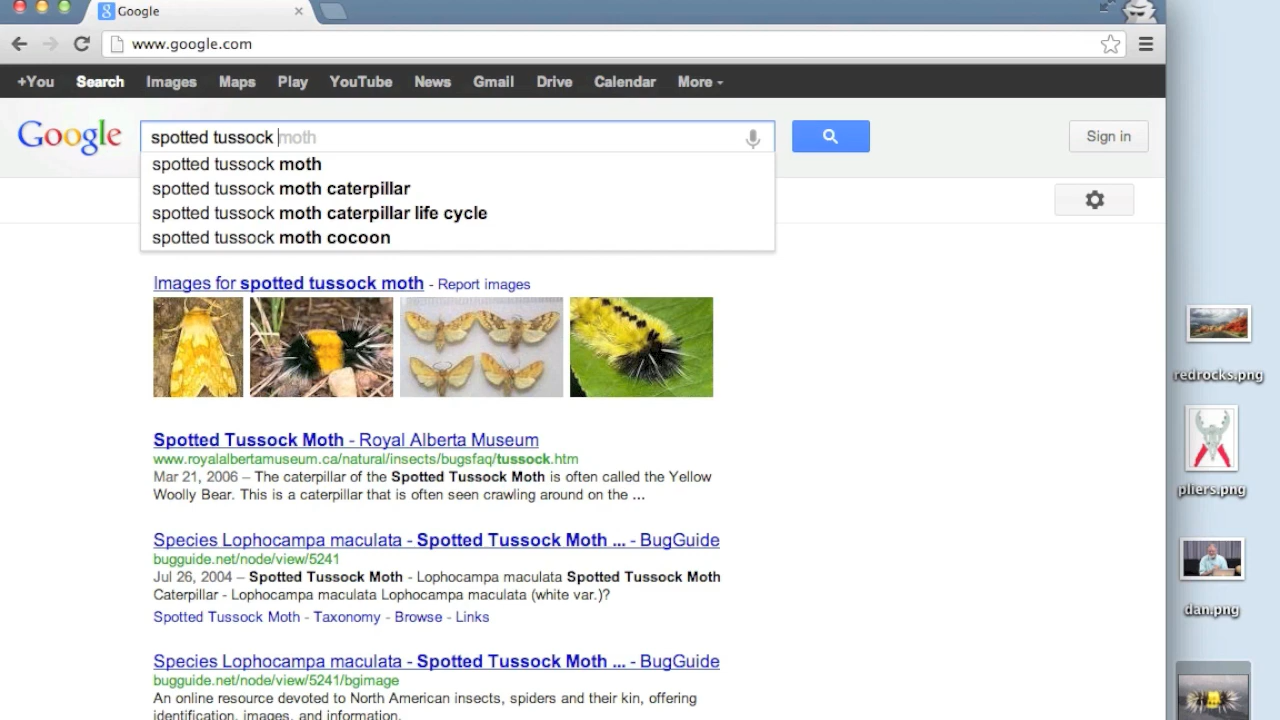 Google
www.google.com
+You Search Images Maps Play YouTube News Gmail Drive Calendar More
Google spotted tussock moth Sign in
spotted tussock moth
spotted tussock moth caterpillar
spotted tussock moth caterpillar life cycle
spotted tussock moth cocoon
Images for spotted tussock moth - Report images
Spotted Tussock Moth - Royal Alberta Museum
www.royalalbertamuseum.ca/natural/insects/bugsfaq/tussock.htm
Mar 21, 2006 – The caterpillar of the Spotted Tussock Moth is often called the Yellow
Woolly Bear. This is a caterpillar that is often seen crawling around on the ...
Species Lophocampa maculata - Spotted Tussock Moth ... - BugGuide
bugguide.net/node/view/5241
Jul 26, 2004 – Spotted Tussock Moth - Lophocampa maculata Spotted Tussock Moth
Caterpillar - Lophocampa maculata Lophocampa maculata (white var.)?
Spotted Tussock Moth - Taxonomy - Browse - Links
Species Lophocampa maculata - Spotted Tussock Moth ... - BugGuide
bugguide.net/node/view/5241/bgimage
An online resource devoted to North American insects, spiders and their kin, offering
identification, images, and information.
redrocks.png
pliers.png
dan.png